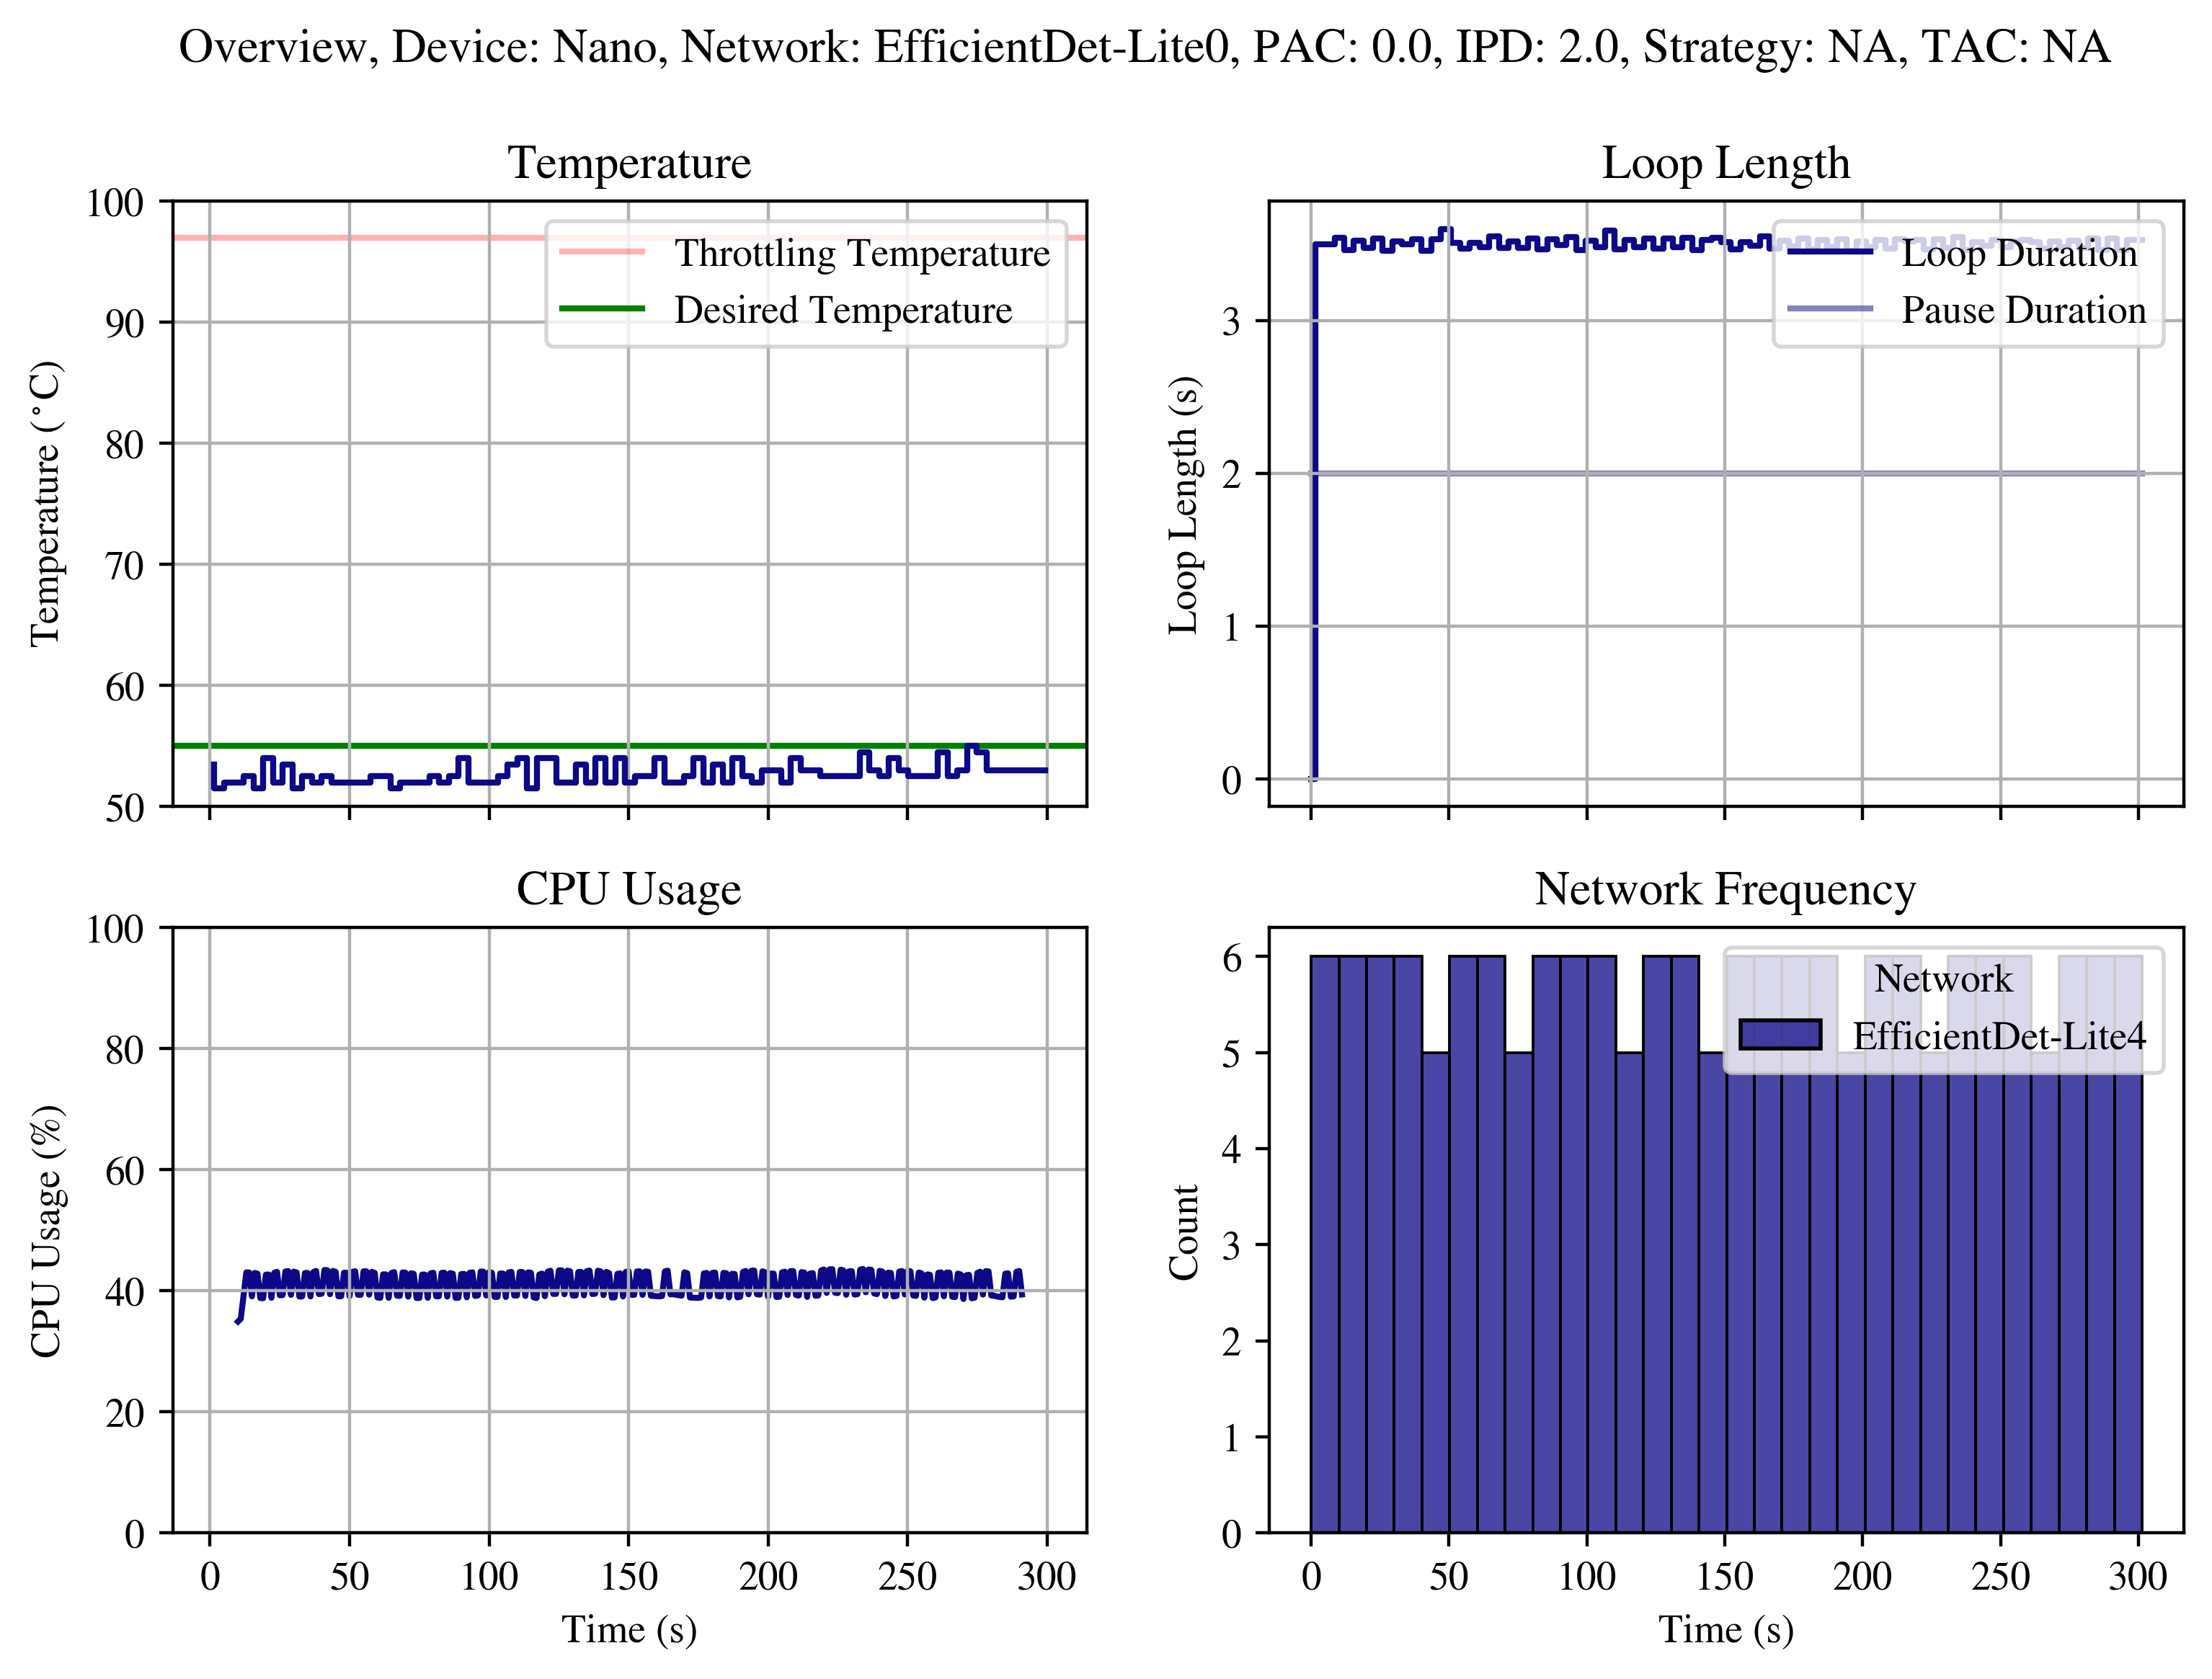 Overview, Device: Nano, Network: EfficientDet-Lite0, PAC: 0.0, IPD: 2.0, Strategy: NA, TAC: NA
Temperature
100
90
80
70
60
50
Temperature (°C)
Throttling Temperature
Desired Temperature
Loop Length
3
2
1
0
Loop Length (s)
Loop Duration
Pause Duration
CPU Usage
100
80
60
40
20
0
CPU Usage (%)
0 50 100 150 200 250 300
Time (s)
Network Frequency
6
5
4
3
2
1
0
Count
Network
EfficientDet-Lite4
0 50 100 150 200 250 300
Time (s)